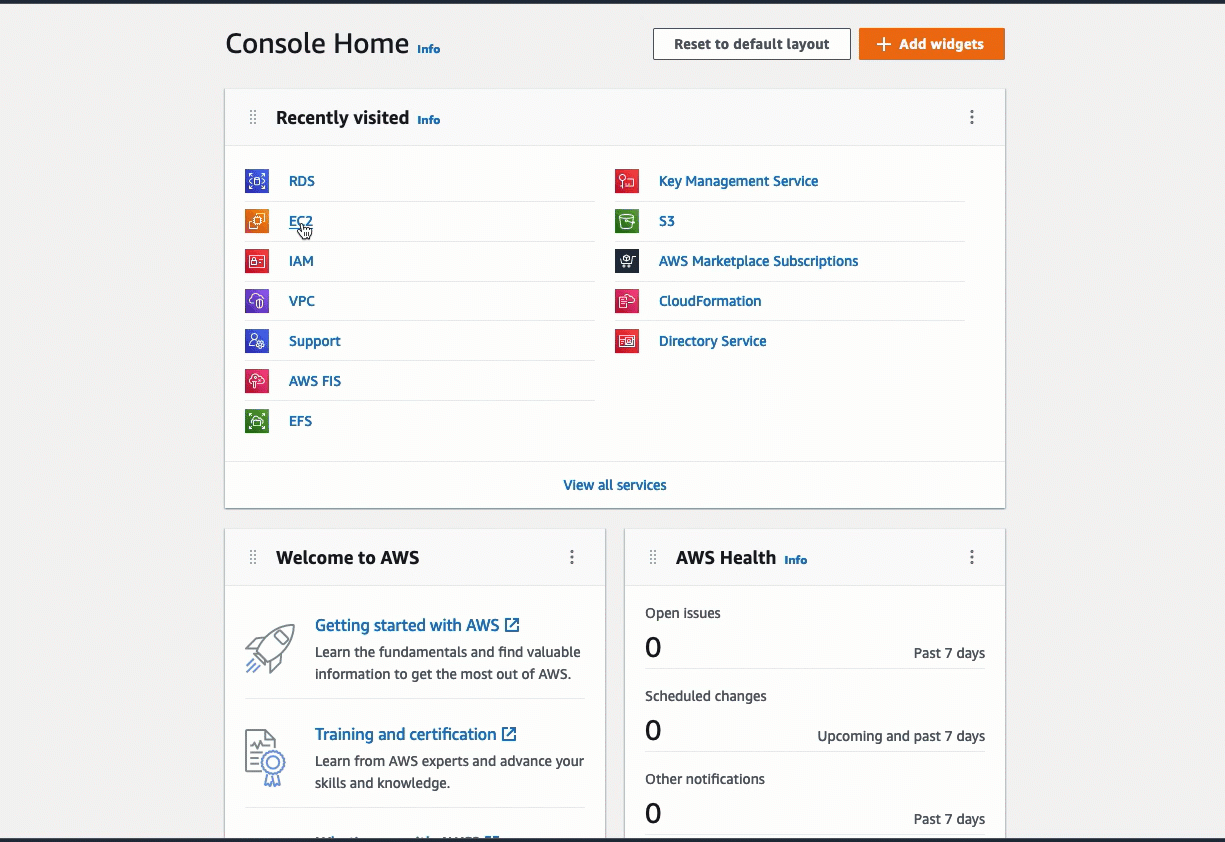 Console Home Info
Reset to default layout
Add widgets
Recently visited Info
RDS
EC2
IAM
VPC
Support
AWS FIS
EFS
Key Management Service
S3
AWS Marketplace Subscriptions
CloudFormation
Directory Service
View all services
Welcome to AWS
Getting started with AWS
Learn the fundamentals and find valuable
information to get the most out of AWS.
Training and certification
Learn from AWS experts and advance your
skills and knowledge.
AWS Health Info
Open issues
0
Past 7 days
Scheduled changes
0
Upcoming and past 7 days
Other notifications
0
Past 7 days